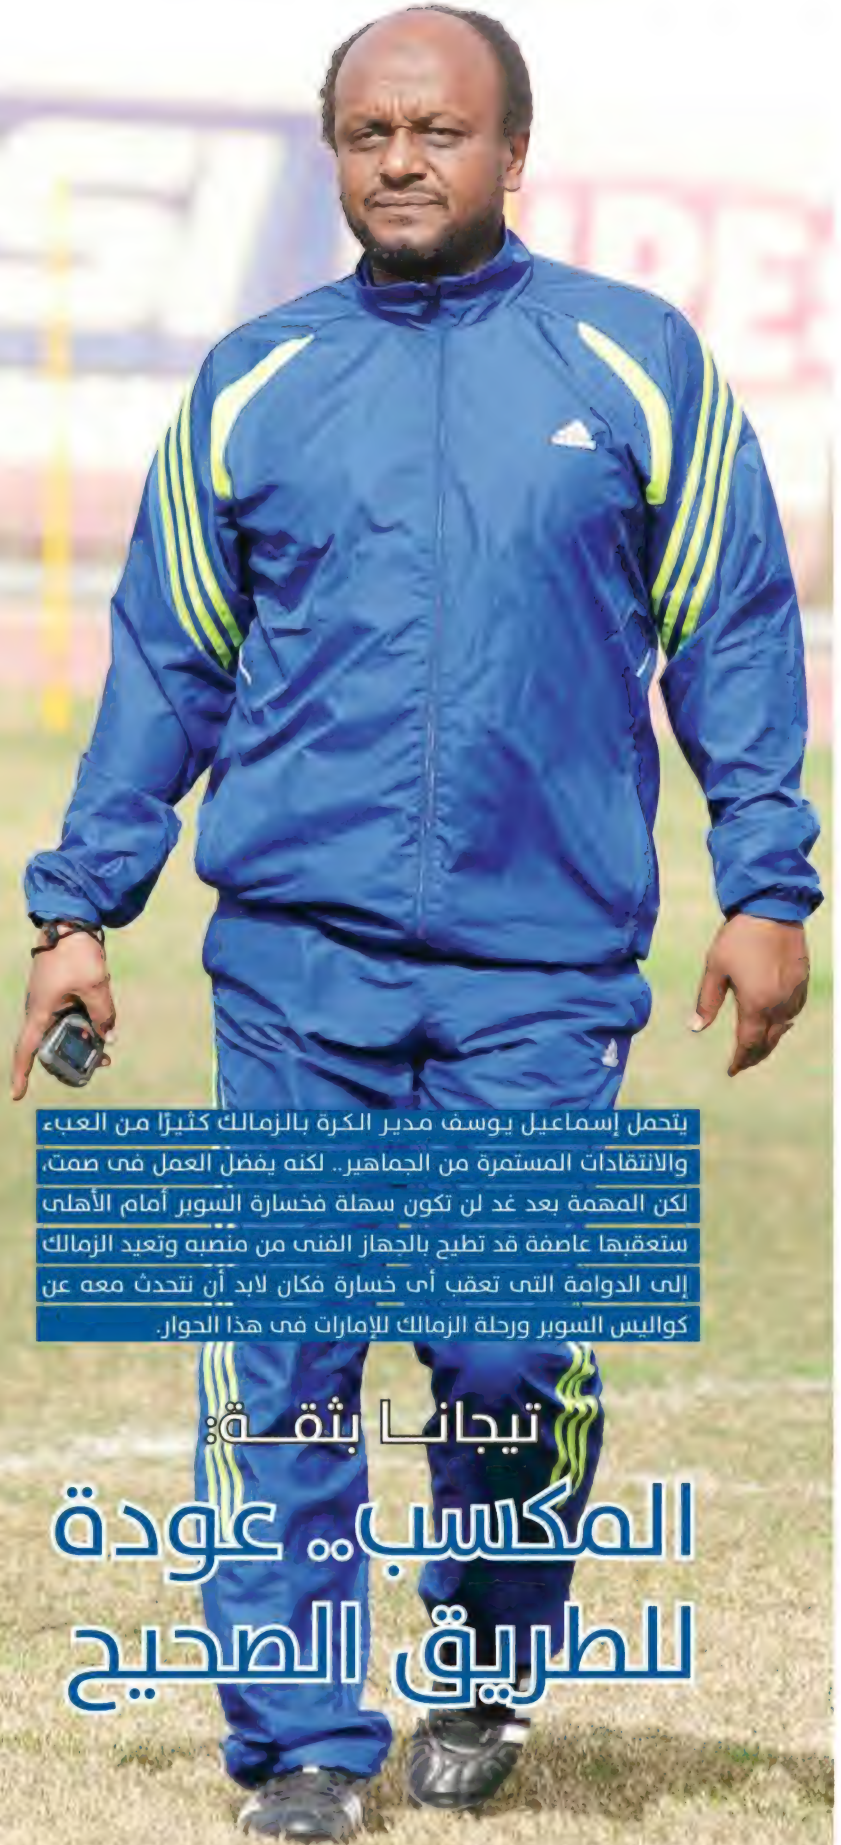 يتحمل إسماعيل يوسف مدير الكرة بالزمالك كثيرًا من العبء
والانتقادات المستمرة من الجماهير.. لكنه يفضل العمل فى صمت،
لكن المهمة بعد غد لن تكون سهلة فخسارة السوبر أمام الأهلى
ستعقبها عاصفة قد تطيح بالجهاز الفنى من منصبه وتعيد الزمالك
إلى الدوامة التى تعقب أى خسارة فكان لابد أن نتحدث معه عن
كواليس السوبر ورحلة الزمالك للإمارات فى هذا الحوار.
تيجانــا بثقــة:
المكسب.. عودة
للطريق الصحيح